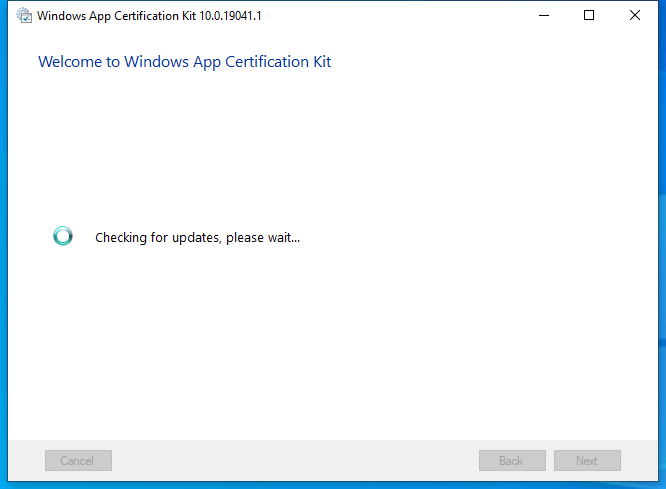 Windows App Certification Kit 10.0.19041.1
Welcome to Windows App Certification Kit
Checking for updates, please wait...
Cancel
Back
Next